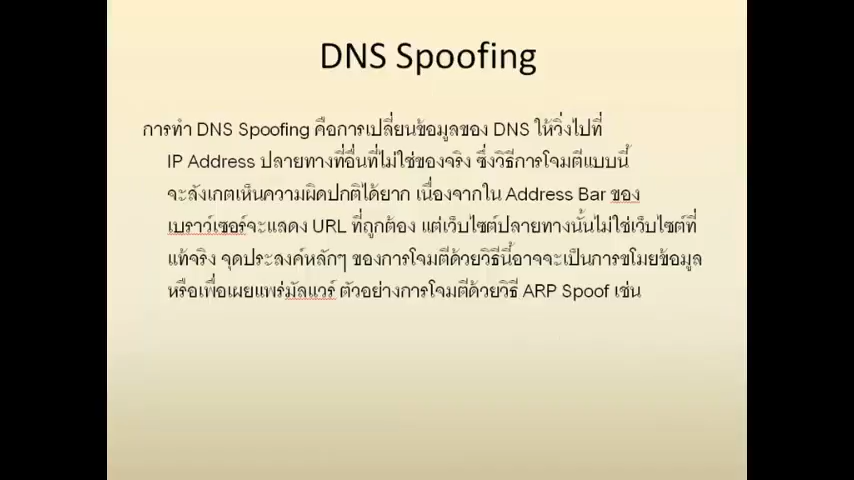 DNS Spoofing
การทำ DNS Spoofing คือการเปลี่ยนข้อมูลของ DNS ให้วิ่งไปที่
IP Address ปลายทางที่อื่นที่ไม่ใช่ของจริง ซึ่งวิธีการโจมตีแบบนี้
จะสังเกตเห็นความผิดปกติได้ยาก เนื่องจากใน Address Bar ของ
เบราว์เซอร์จะแสดง URL ที่ถูกต้อง แต่เว็บไซต์ปลายทางนั้นไม่ใช่เว็บไซต์ที่
แท้จริง จุดประสงค์หลักๆ ของการโจมตีด้วยวิธีนี้อาจจะเป็นการขโมยข้อมูล
หรือเพื่อเผยแพร่มัลแวร์ ตัวอย่างการโจมตีด้วยวิธี ARP Spoof เช่น